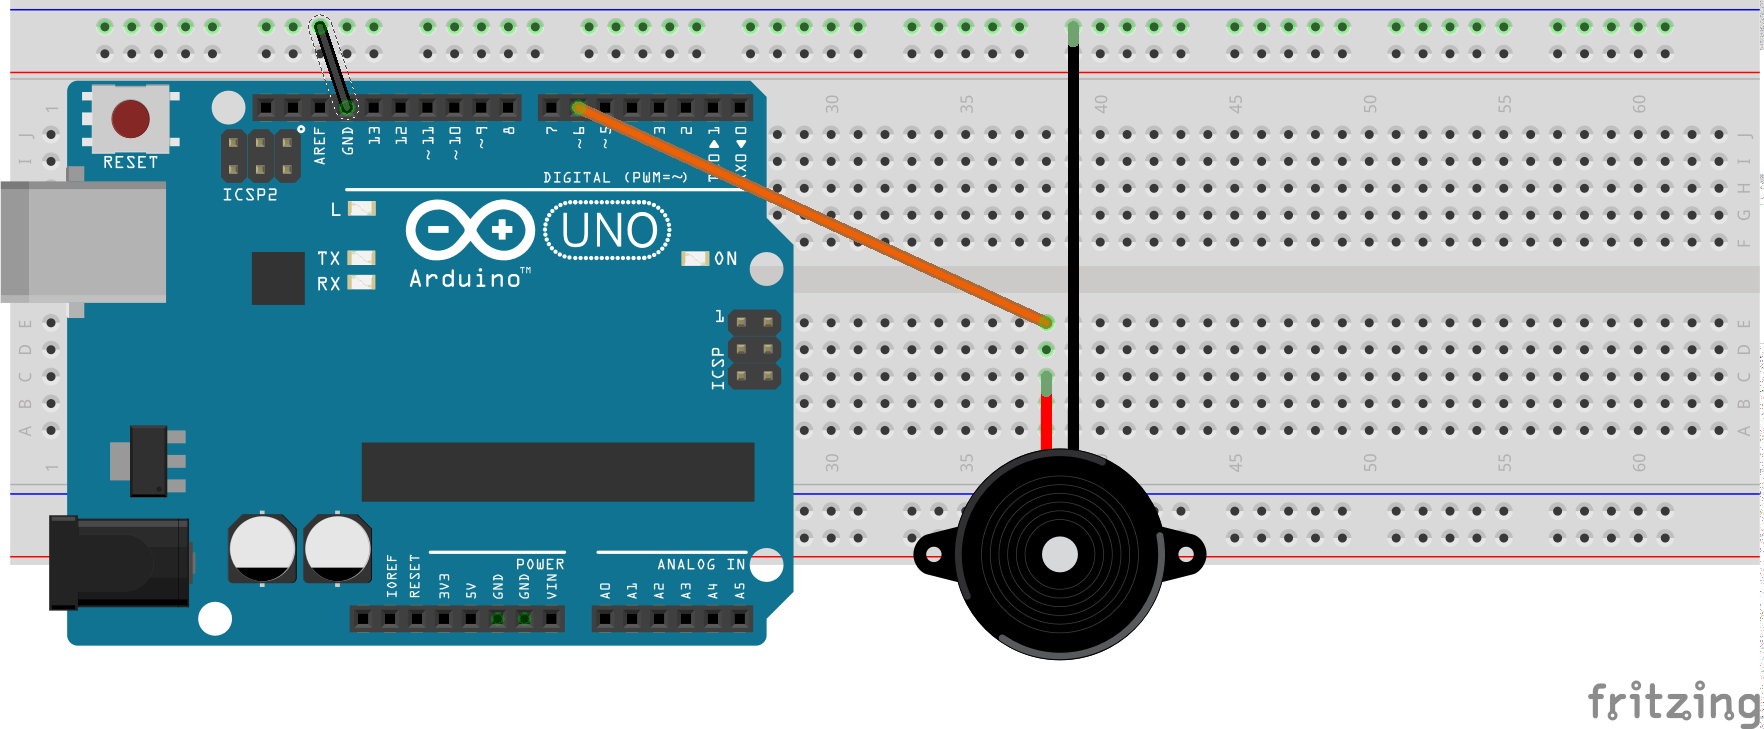 1
30
35
40
45
50
55
60
J
I
J
I
H
G
F
RESET
ICSP2
AREF
GND
13
12
~11
~10
~9
8
7
~6
~5
3
2
1
0
DIGITAL (PWM=~)
L
TX
RX
Arduino™
UNO
ON
1
ICSP
E
D
C
B
A
E
D
C
B
A
1
30
35
45
50
55
60
IOREF
RESET
3V3
5V
GND
GND
VIN
POWER
ANALOG IN
A0
A1
A2
A3
A4
A5
fritzing